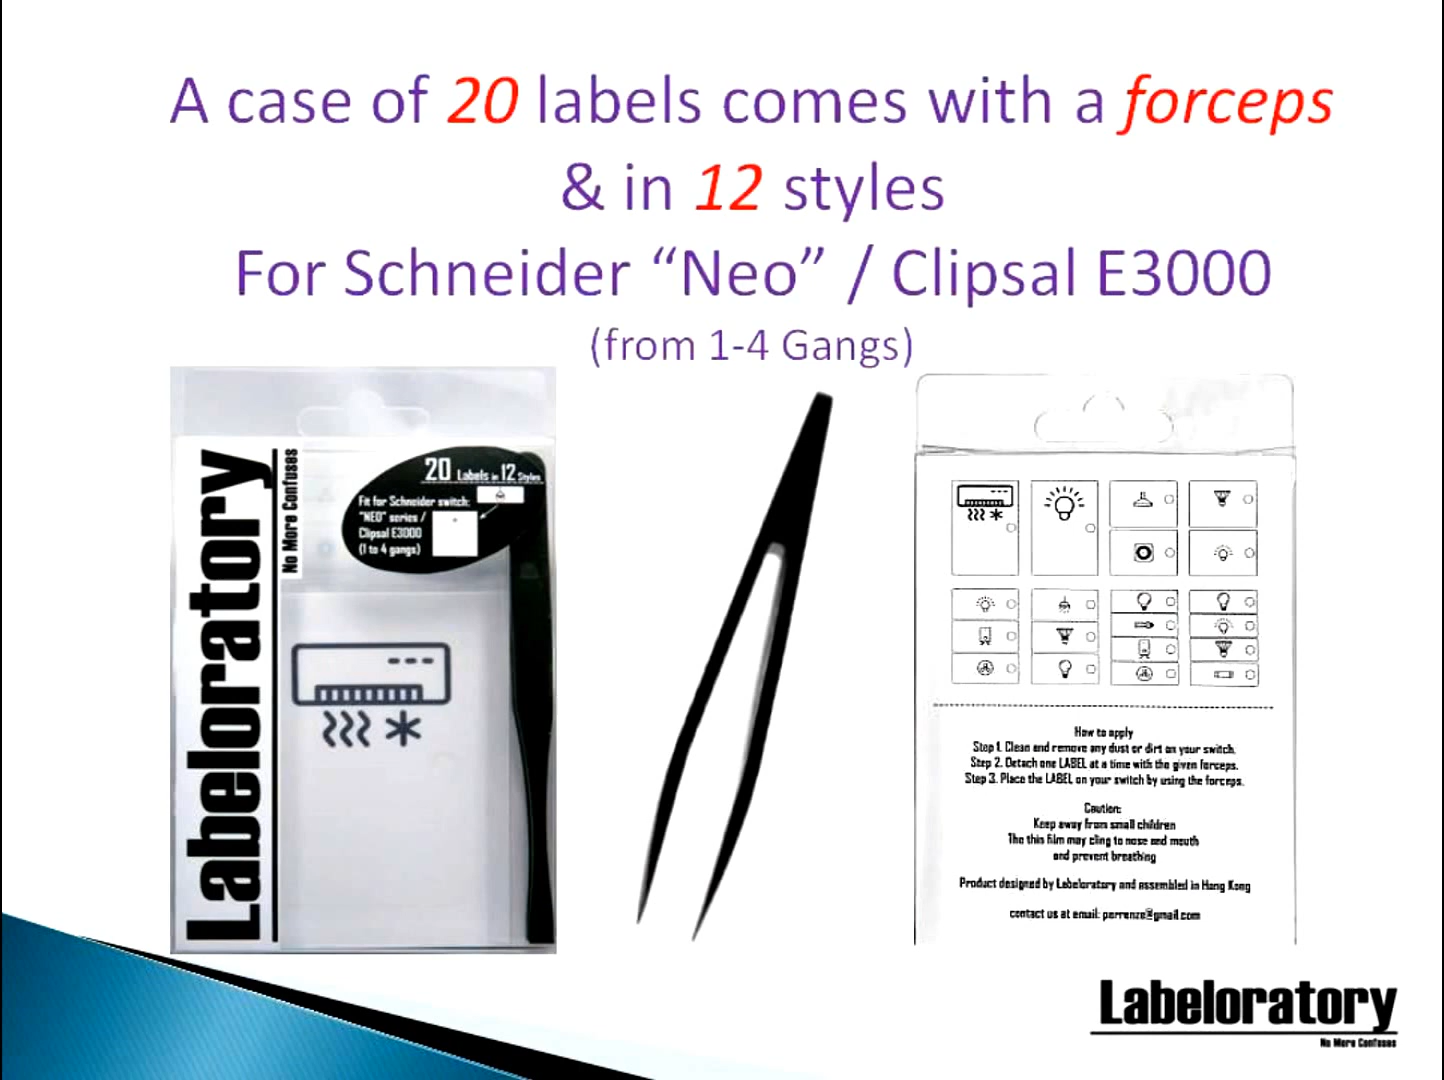 A case of 20 labels comes with a forceps
& in 12 styles
For Schneider “Neo” / Clipsal E3000
(from 1-4 Gangs)
Labeloratory
No More Confuses
20 Labels in 12 Styles
Fit for Schneider switch:
"NEO" series /
Clipsal E3000
(1 to 4 gangs)
How to apply
Step 1. Clean and remove any dust or dirt on your switch.
Step 2. Detach one LABEL at a time with the given forceps.
Step 3. Place the LABEL on your switch by using the forceps.
Caution:
Keep away from small children
The thin film may cling to nose and mouth
and prevent breathing
Product designed by Labeloratory and assembled in Hong Kong
contact us at email: perrenze@gmail.com
Labeloratory
No More Confuses